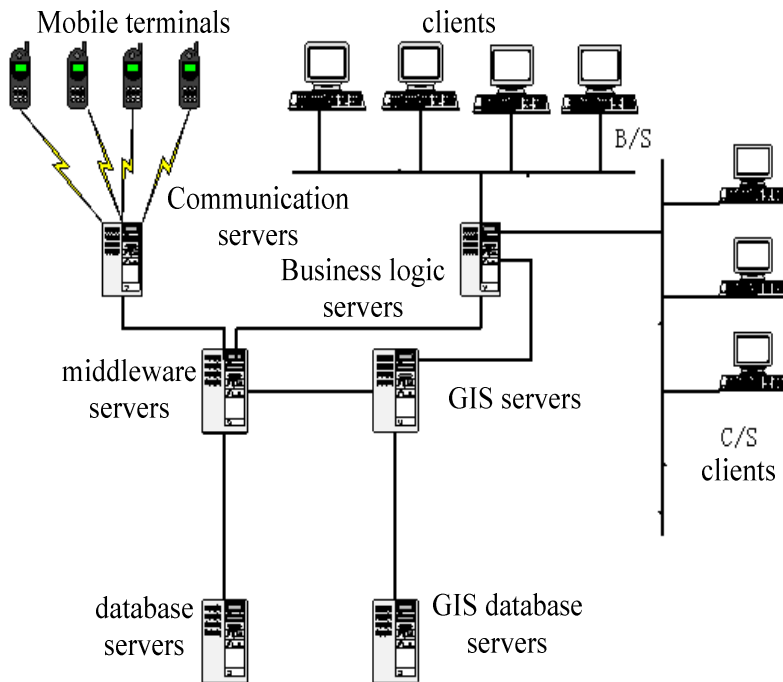 Mobile terminals
clients
B/S
Communication
servers
Business logic
servers
middleware
servers
GIS servers
C/S
clients
database
servers
GIS database
servers